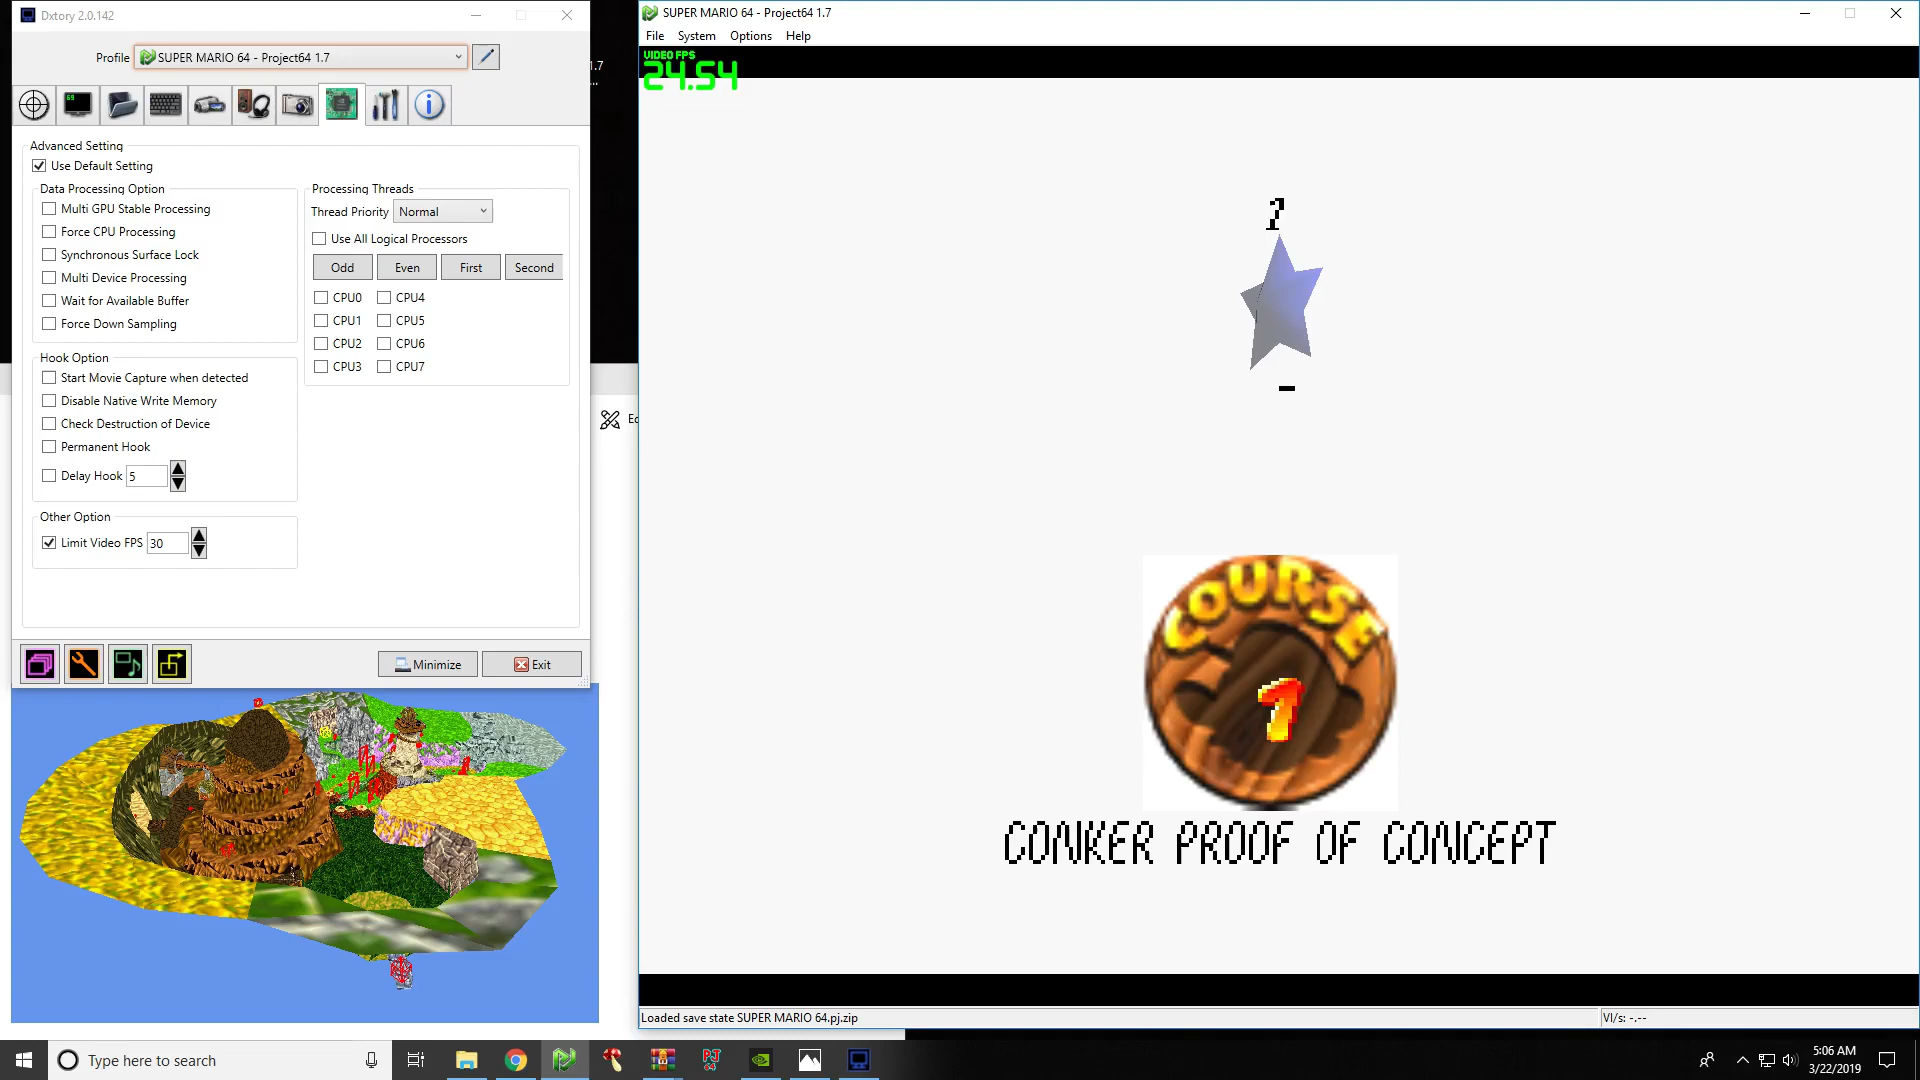 Dxtory 2.0.142
Profile
SUPER MARIO 64 - Project64 1.7
Advanced Setting
Use Default Setting
Data Processing Option
Multi GPU Stable Processing
Force CPU Processing
Synchronous Surface Lock
Multi Device Processing
Wait for Available Buffer
Force Down Sampling
Hook Option
Start Movie Capture when detected
Disable Native Write Memory
Check Destruction of Device
Permanent Hook
Delay Hook 5
Other Option
Limit Video FPS 30
Processing Threads
Thread Priority Normal
Use All Logical Processors
Odd Even First Second
CPU0 CPU4
CPU1 CPU5
CPU2 CPU6
CPU3 CPU7
Minimize Exit
1.7
...
SUPER MARIO 64 - Project64 1.7
File System Options Help
VIDEO FPS
24.54
1
COURSE
1
CONKER PROOF OF CONCEPT
Loaded save state SUPER MARIO 64.pj.zip
VI/s: -.--
Type here to search
PJ
64
5:06 AM
3/22/2019